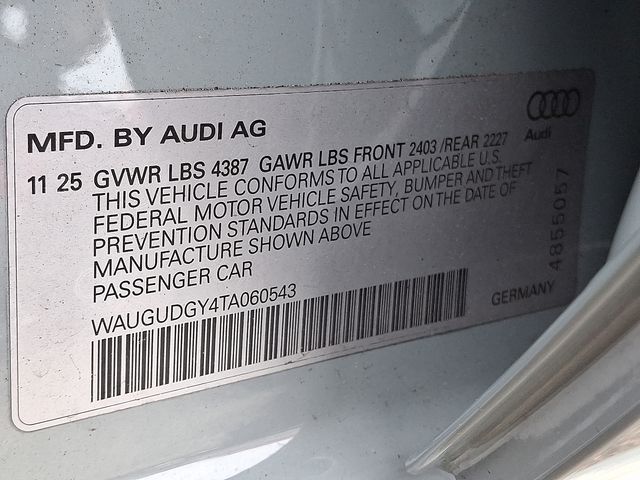 MFD. BY AUDI AG
Audi
11 25 GVWR LBS 4387 GAWR LBS FRONT 2403 /REAR 2227
THIS VEHICLE CONFORMS TO ALL APPLICABLE U.S.
FEDERAL MOTOR VEHICLE SAFETY, BUMPER AND THEFT
PREVENTION STANDARDS IN EFFECT ON THE DATE OF
MANUFACTURE SHOWN ABOVE
PASSENGER CAR
WAUGUDGY4TA060543
GERMANY
4855057